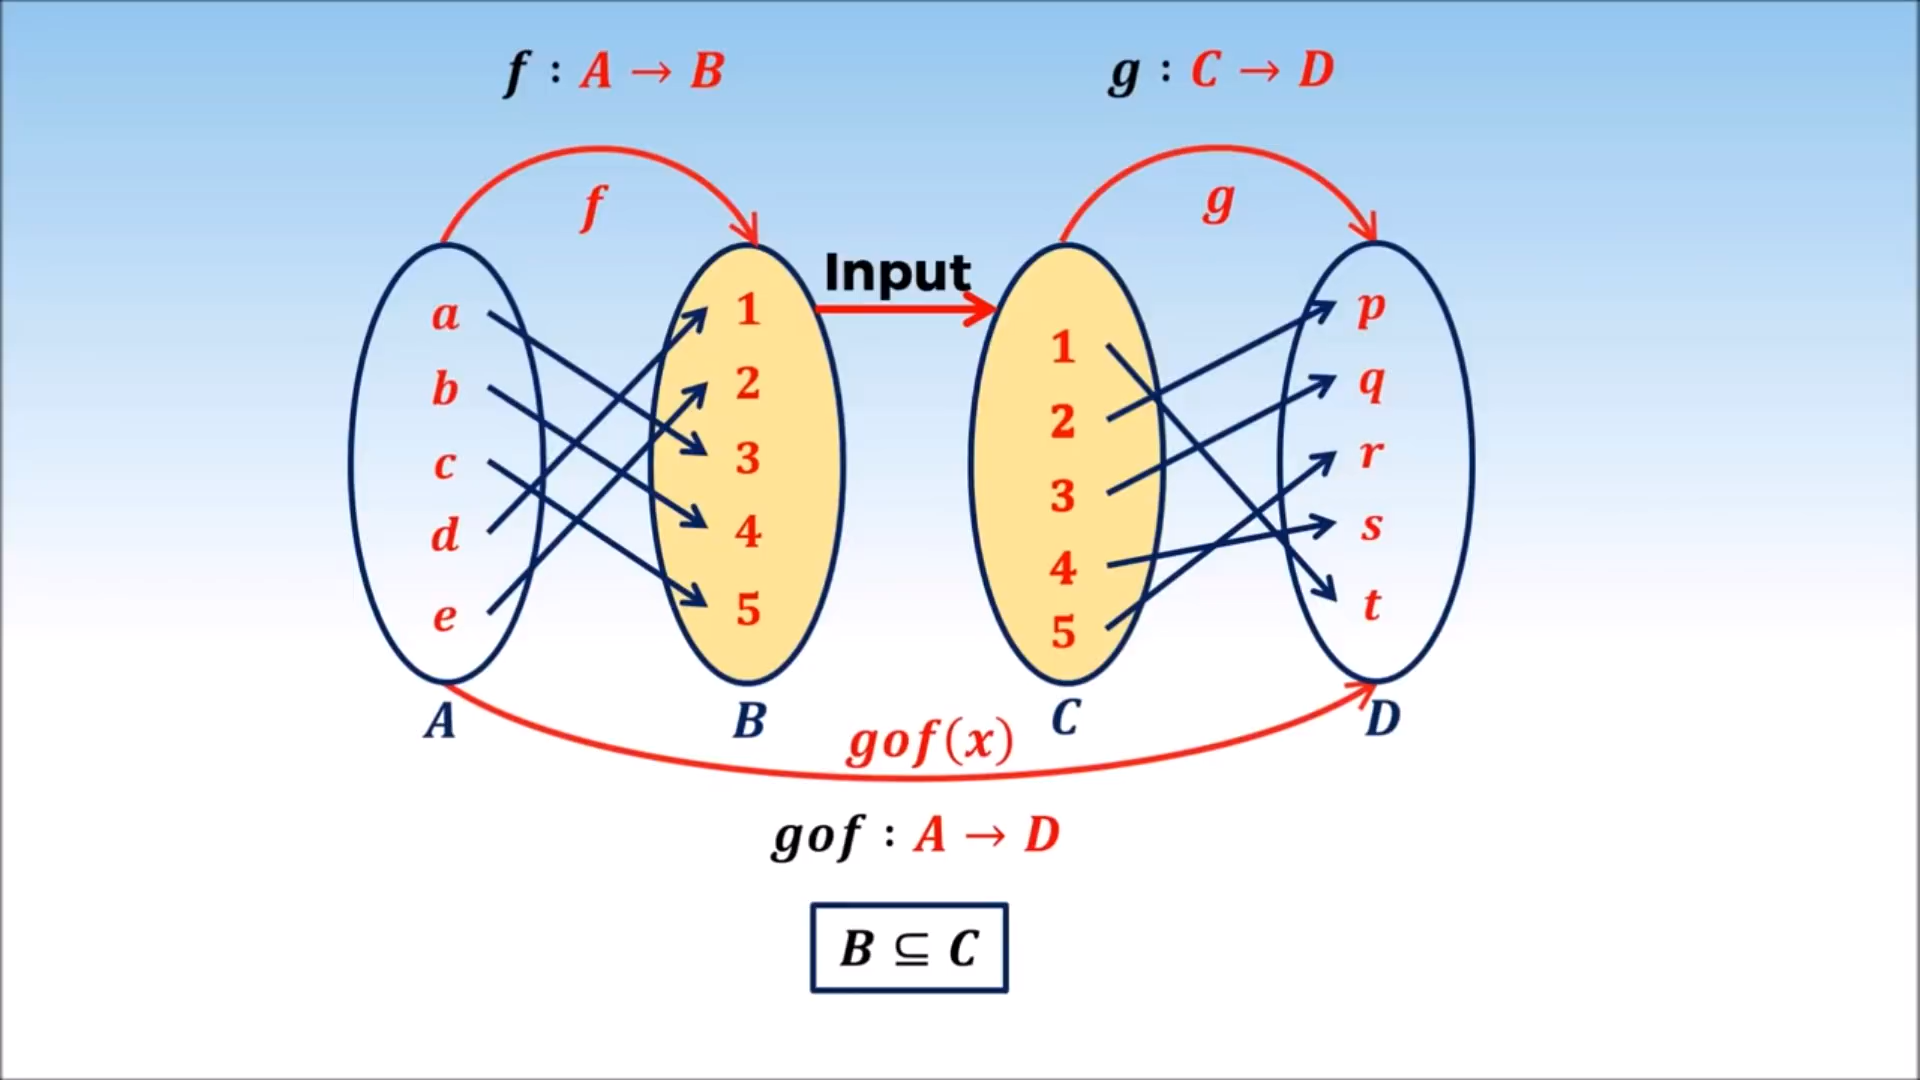 f : A → B
g : C → D
f
g
Input
a
b
c
d
e
1
2
3
4
5
1
2
3
4
5
p
q
r
s
t
A
B
C
D
gof(x)
gof : A → D
B ⊆ C